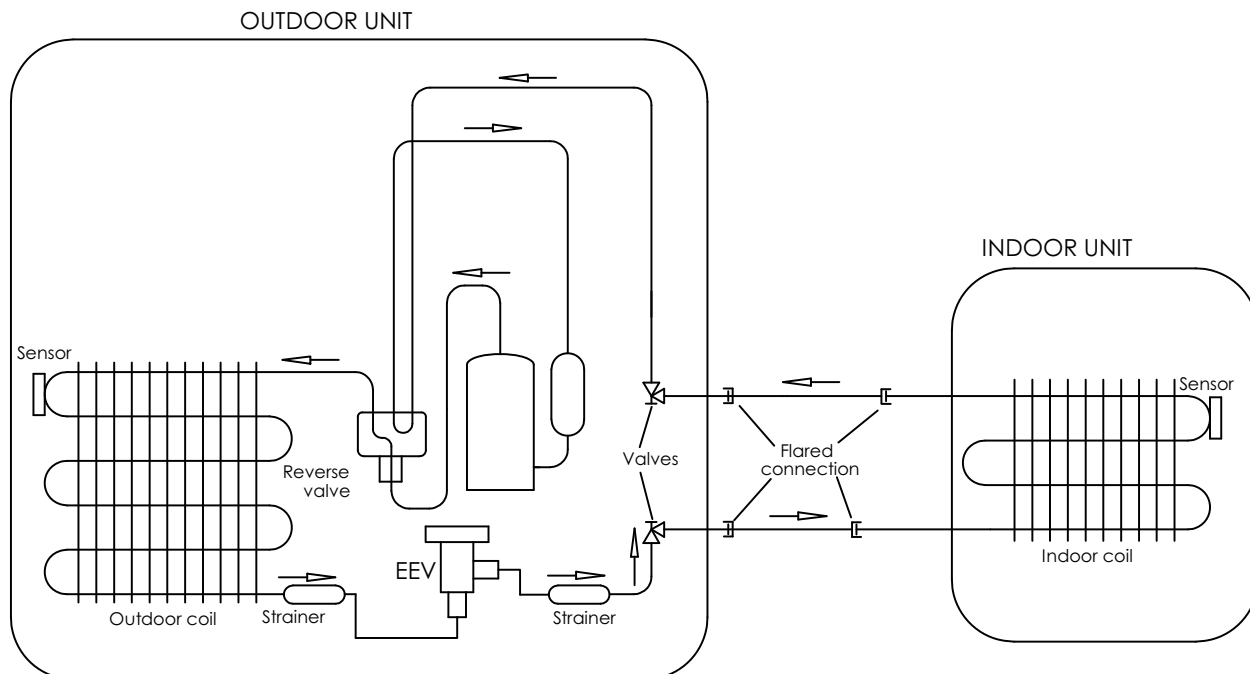 OUTDOOR UNIT
INDOOR UNIT
Sensor
Sensor
Reverse
valve
Valves
Flared
connection
EEV
Indoor coil
Outdoor coil
Strainer
Strainer